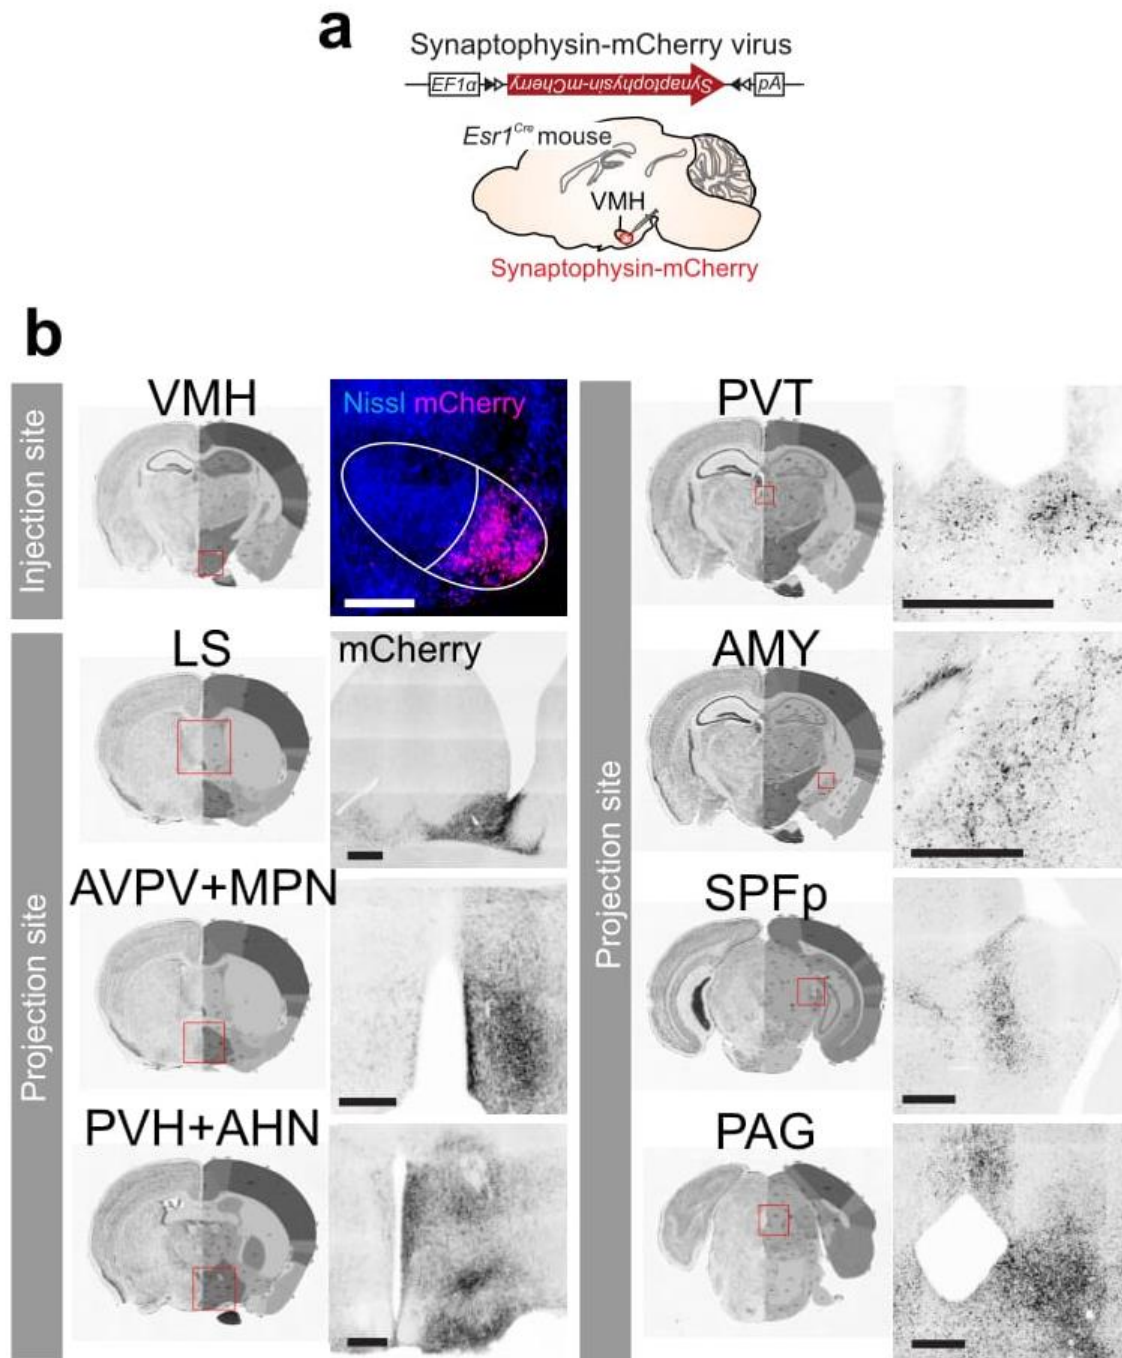 a
Synaptophysin-mCherry virus
EF1α Synaptophysin-mCherry pA
Esr1Cre mouse
VMH
Synaptophysin-mCherry
b
Injection site
VMH
Nissl mCherry
Projection site
LS
mCherry
AVPV+MPN
PVH+AHN
Projection site
PVT
AMY
SPFp
PAG